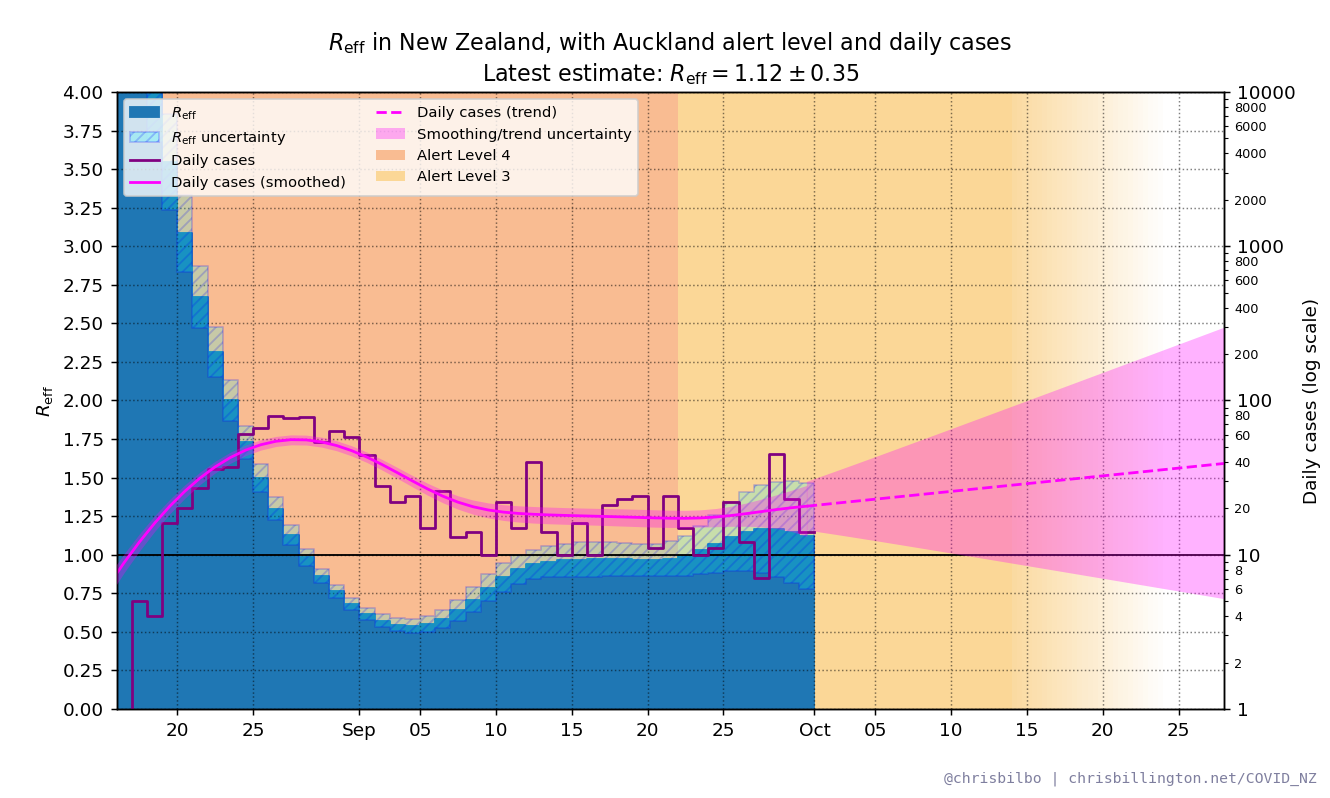 R_eff in New Zealand, with Auckland alert level and daily cases
Latest estimate: R_eff = 1.12 ± 0.35
R_eff
R_eff uncertainty
Daily cases
Daily cases (smoothed)
Daily cases (trend)
Smoothing/trend uncertainty
Alert Level 4
Alert Level 3
R_eff
4.00
3.75
3.50
3.25
3.00
2.75
2.50
2.25
2.00
1.75
1.50
1.25
1.00
0.75
0.50
0.25
0.00
20 25 Sep 05 10 15 20 25 Oct 05 10 15 20 25
10000
8000
6000
4000
2000
1000
800
600
400
200
100
80
60
40
20
10
8
6
4
2
1
Daily cases (log scale)
@chrisbilbo | chrisbillington.net/COVID_NZ